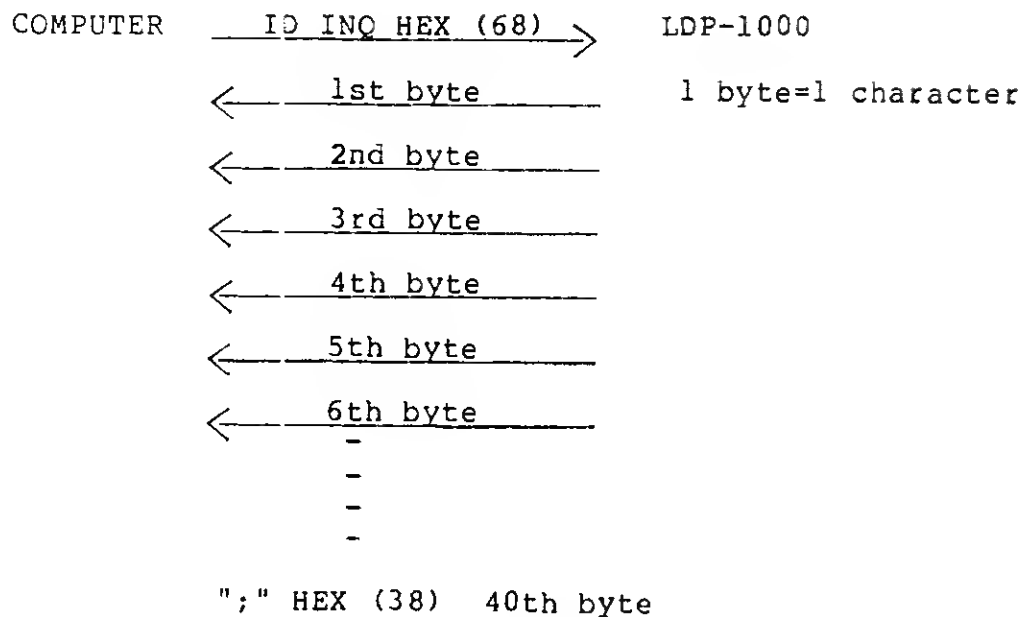 COMPUTER ID INQ HEX (68) LDP-1000
1st byte 1 byte=1 character
2nd byte
3rd byte
4th byte
5th byte
6th byte
-
-
-
-
";" HEX (38) 40th byte